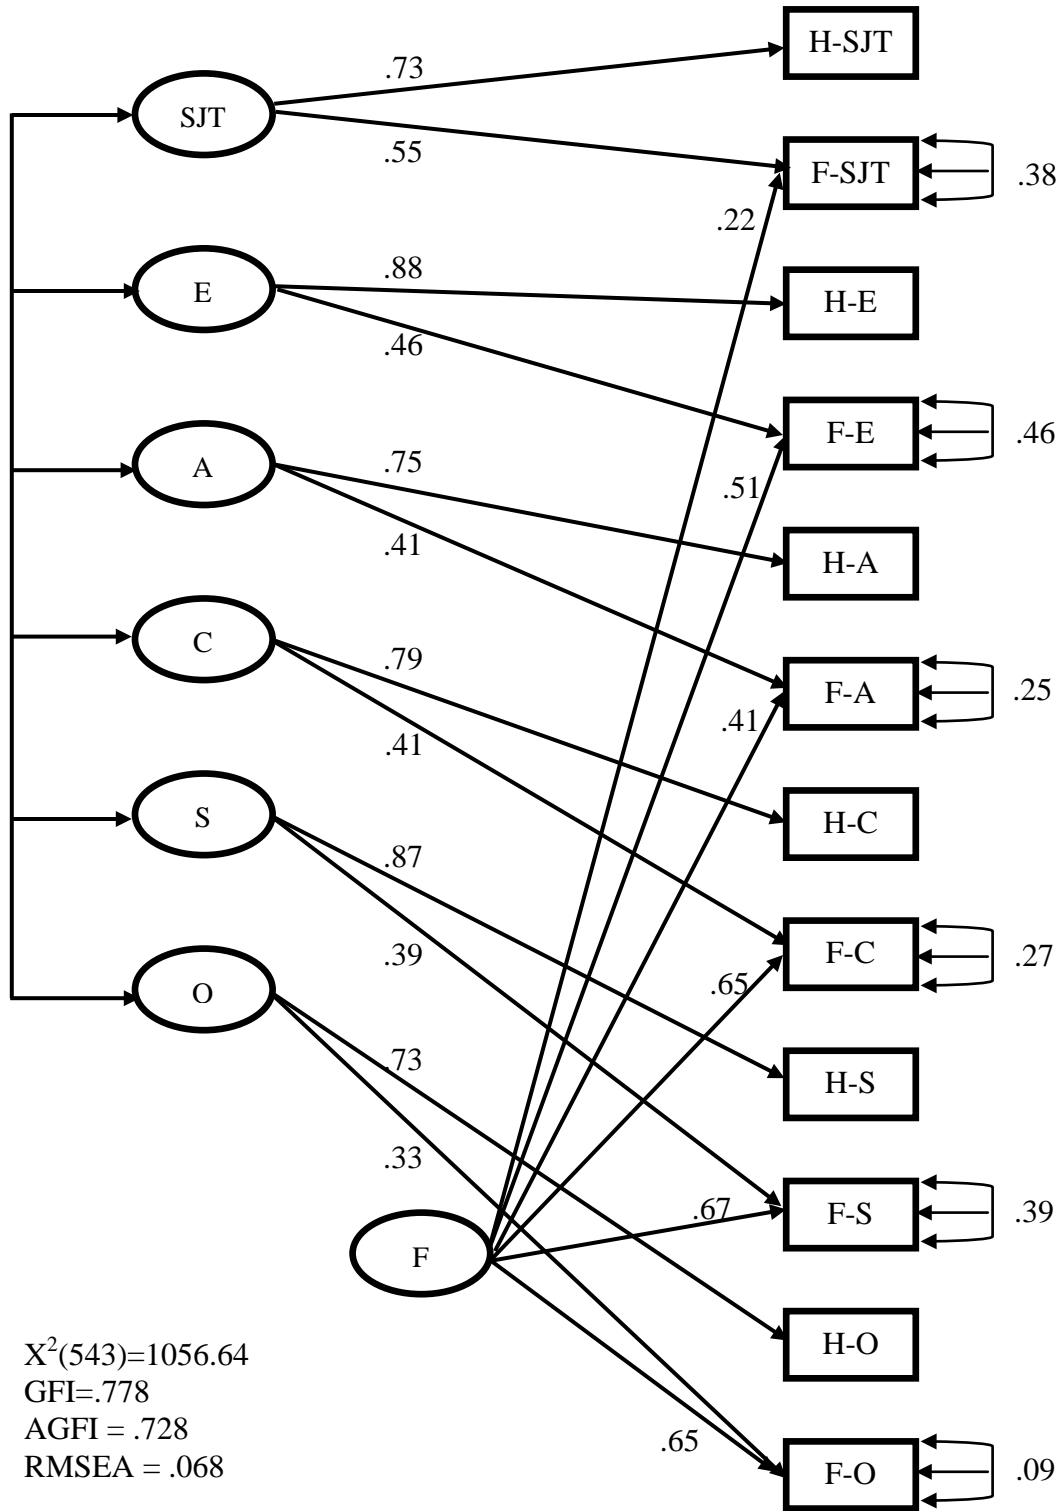 H-SJT
.73
SJT
.55
F-SJT
.38
.22
.88
E
H-E
.46
F-E
.46
.75
A
.51
.41
H-A
C
.79
F-A
.25
.41
.41
S
H-C
.87
.39
F-C
.27
O
.65
.73
H-S
.33
F
.67
F-S
.39
H-O
X²(543)=1056.64
GFI=.778
AGFI = .728
RMSEA = .068
.65
F-O
.09